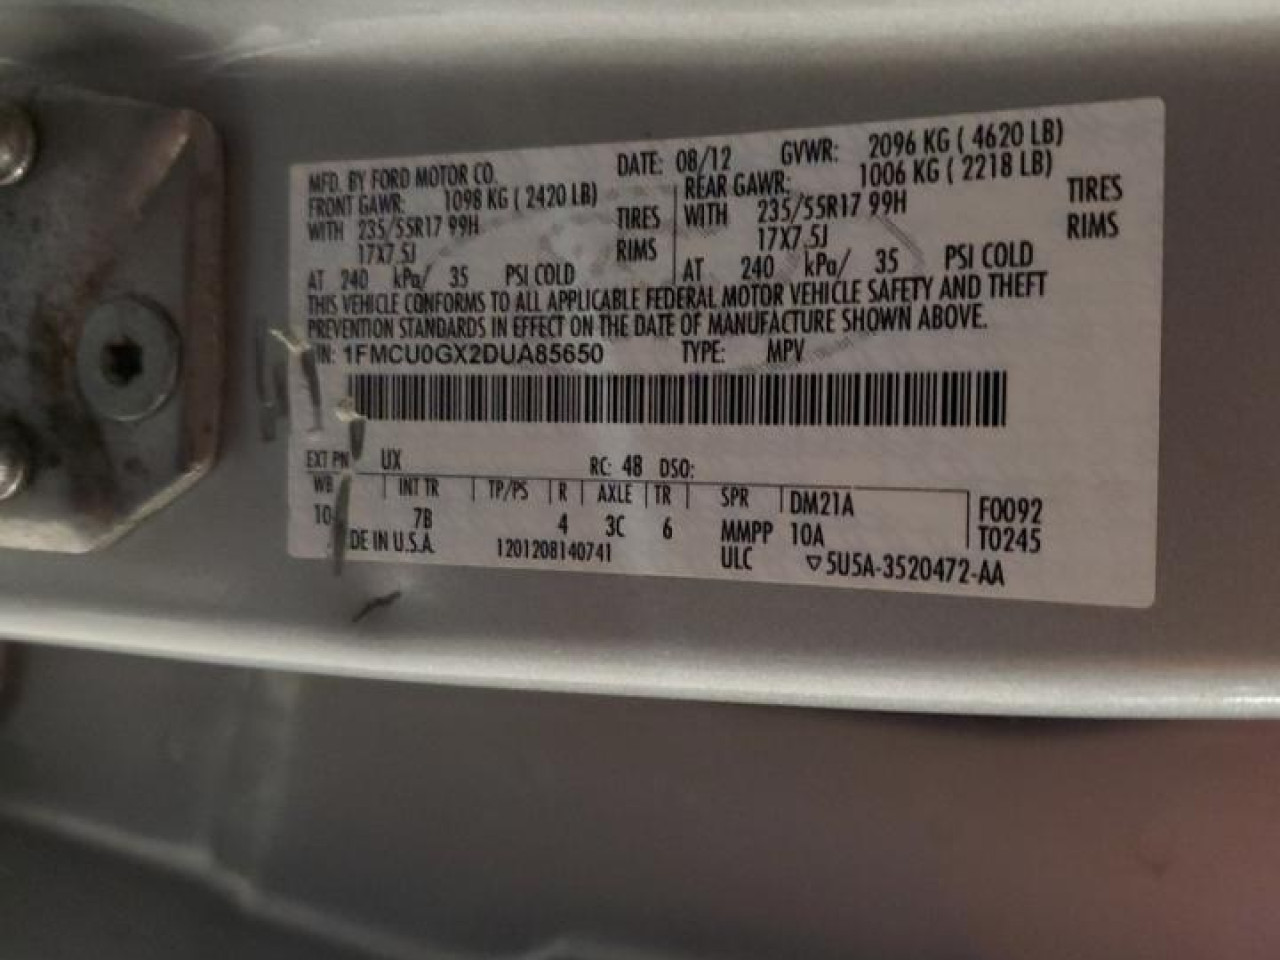 MFD. BY FORD MOTOR CO. DATE: 08/12 GVWR: 2096 KG ( 4620 LB)
FRONT GAWR: 1098 KG ( 2420 LB) REAR GAWR: 1006 KG ( 2218 LB)
WITH 235/55R17 99H TIRES WITH 235/55R17 99H TIRES
17X7.5J RIMS 17X7.5J RIMS
AT 240 kPa/ 35 PSI COLD AT 240 kPa/ 35 PSI COLD
THIS VEHICLE CONFORMS TO ALL APPLICABLE FEDERAL MOTOR VEHICLE SAFETY AND THEFT
PREVENTION STANDARDS IN EFFECT ON THE DATE OF MANUFACTURE SHOWN ABOVE.
IN: 1FMCU0GX2DUA85650 TYPE: MPV
EXT PN UX RC: 48 DSO:
WB INT TR TP/PS R AXLE TR SPR DM21A F0092
10 7B 4 3C 6 MMPP 10A T0245
DE IN U.S.A. 1201208140741 ULC ▽5U5A-3520472-AA